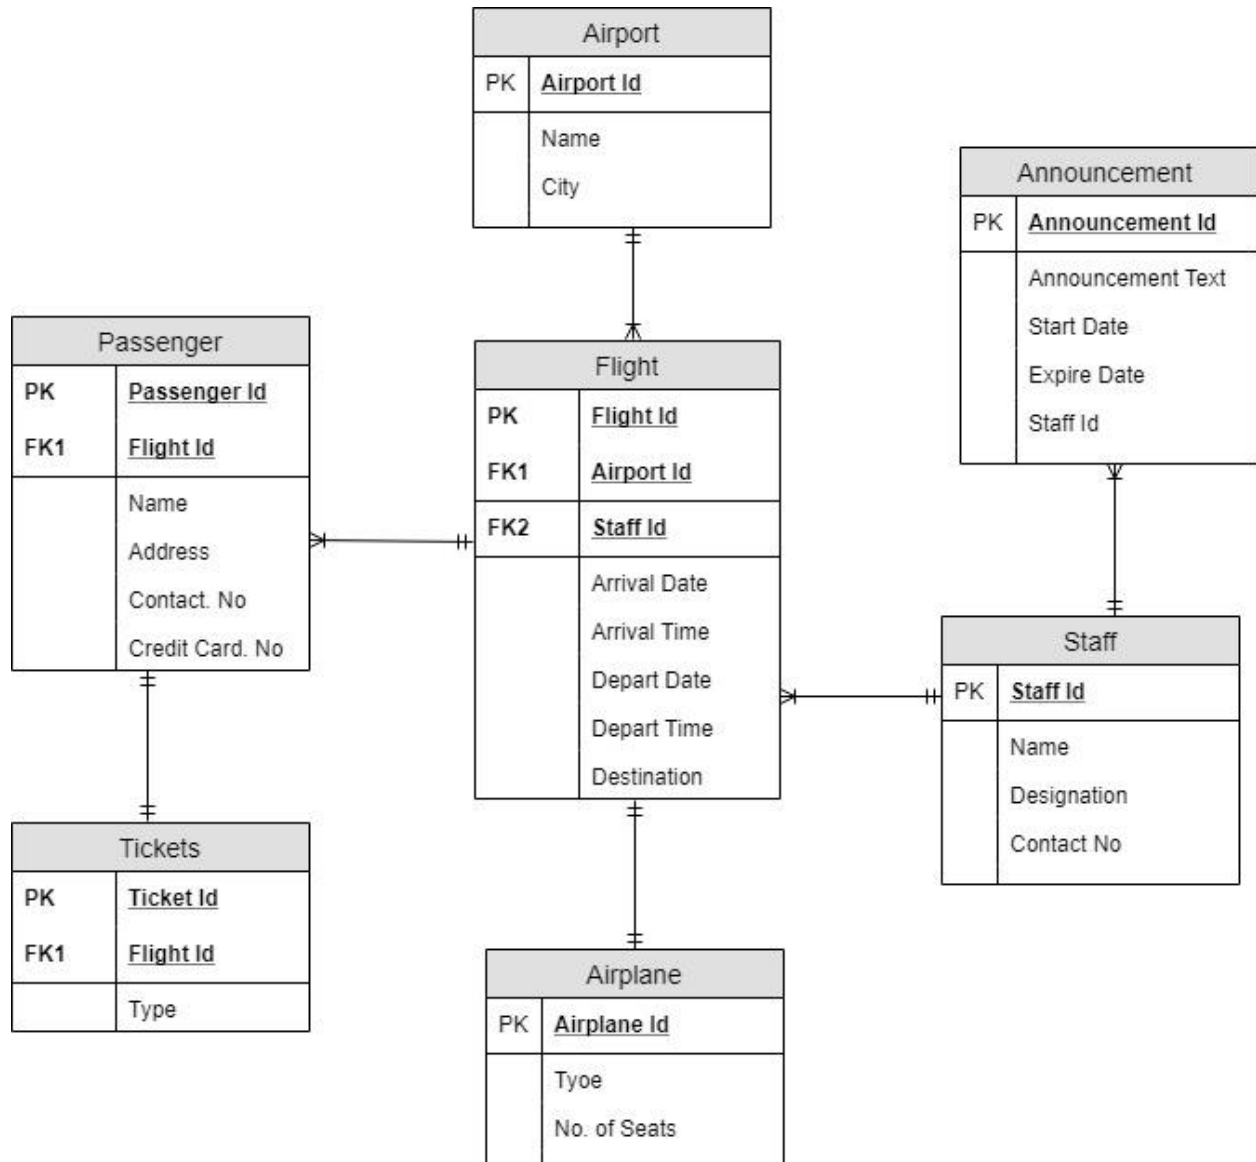 Airport
PK Airport Id
Name
City
Announcement
PK Announcement Id
Announcement Text
Start Date
Expire Date
Staff Id
Passenger
PK Passenger Id
FK1 Flight Id
Name
Address
Contact. No
Credit Card. No
Flight
PK Flight Id
FK1 Airport Id
FK2 Staff Id
Arrival Date
Arrival Time
Depart Date
Depart Time
Destination
Staff
PK Staff Id
Name
Designation
Contact No
Tickets
PK Ticket Id
FK1 Flight Id
Type
Airplane
PK Airplane Id
Tyoe
No. of Seats